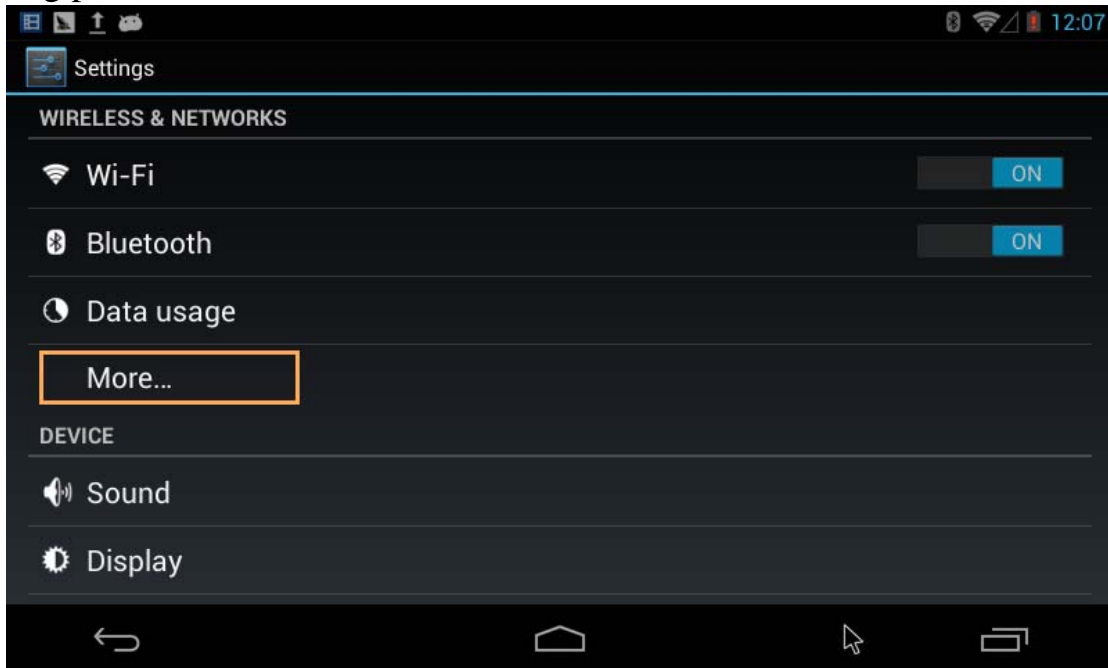 12:07
Settings
WIRELESS & NETWORKS
Wi-Fi ON
Bluetooth ON
Data usage
More...
DEVICE
Sound
Display